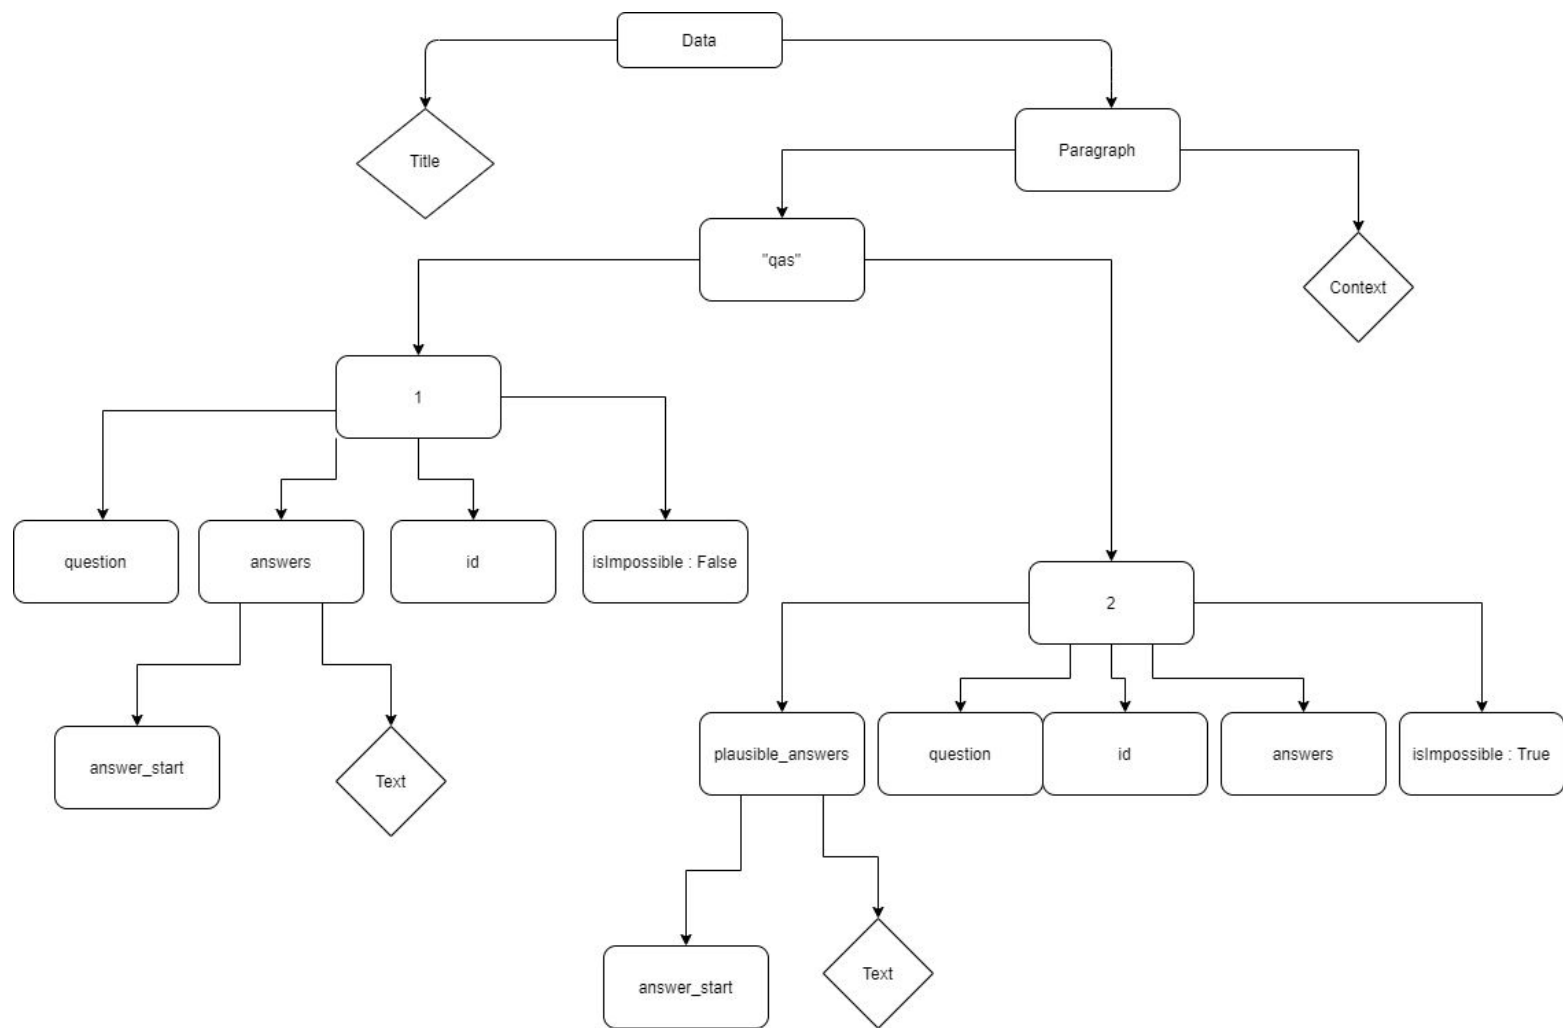 Data
Title
Paragraph
"qas"
Context
1
question
answers
id
isImpossible : False
2
answer_start
Text
plausible_answers
question
id
answers
isImpossible : True
answer_start
Text